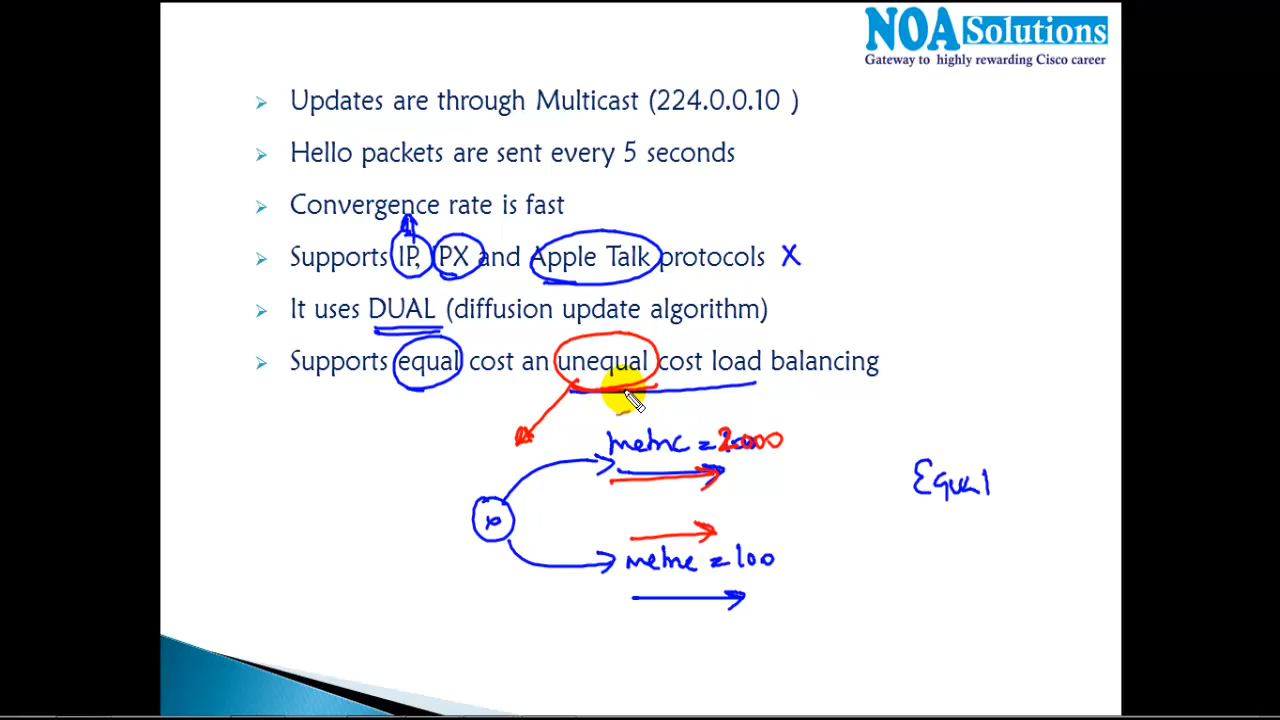 NOA Solutions
Gateway to highly rewarding Cisco career
Updates are through Multicast (224.0.0.10 )
Hello packets are sent every 5 seconds
Convergence rate is fast
Supports IP, IPX and Apple Talk protocols X
It uses DUAL (diffusion update algorithm)
Supports equal cost an unequal cost load balancing
metric = 2000
Equal
metric = 100